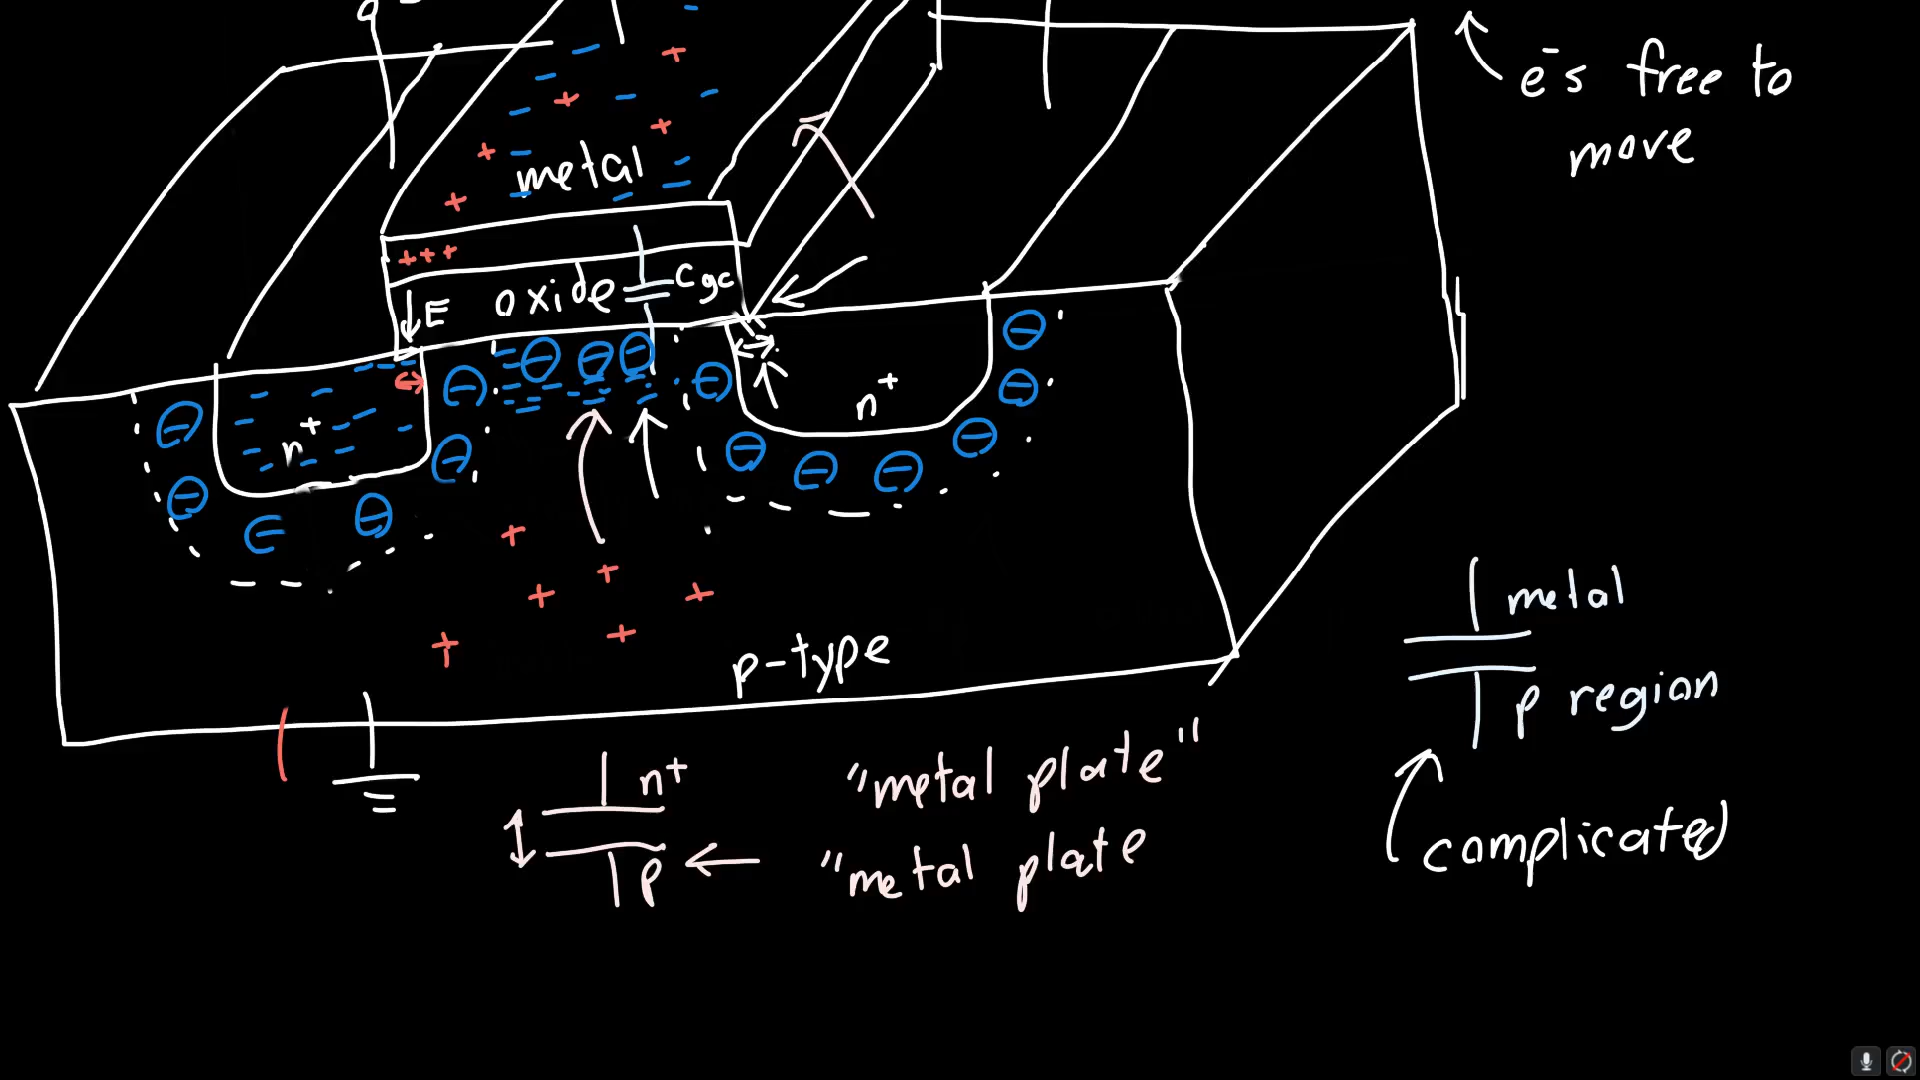 e⁻s free to
move
metal
+++
E oxide Cgc
n⁺
n⁺
p-type
metal
p region
complicated
n⁺
p
"metal plate"
"metal plate